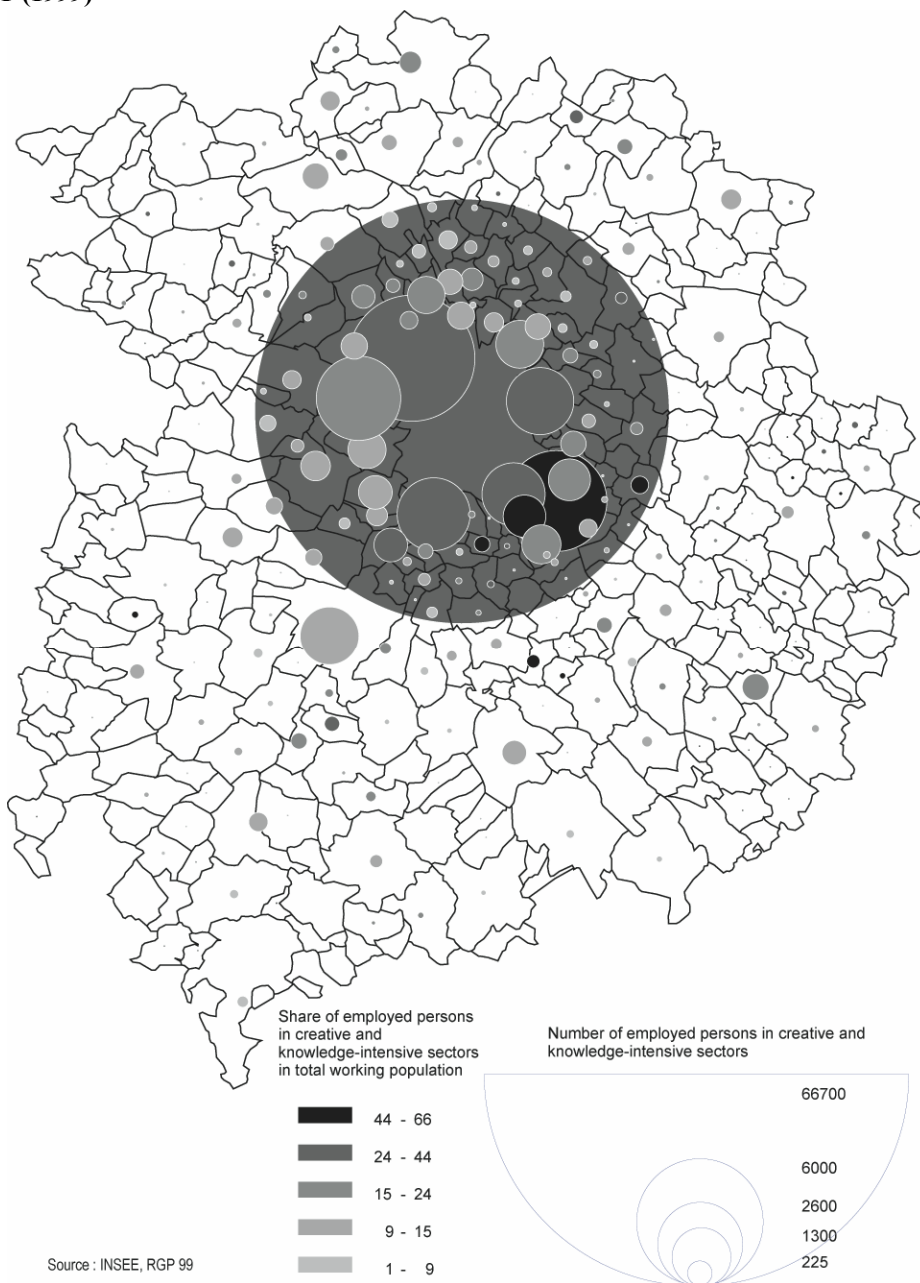 Share of employed persons
in creative and
knowledge-intensive sectors
in total working population
44 - 66
24 - 44
15 - 24
9 - 15
1 - 9
Number of employed persons in creative and
knowledge-intensive sectors
66700
6000
2600
1300
225
Source : INSEE, RGP 99